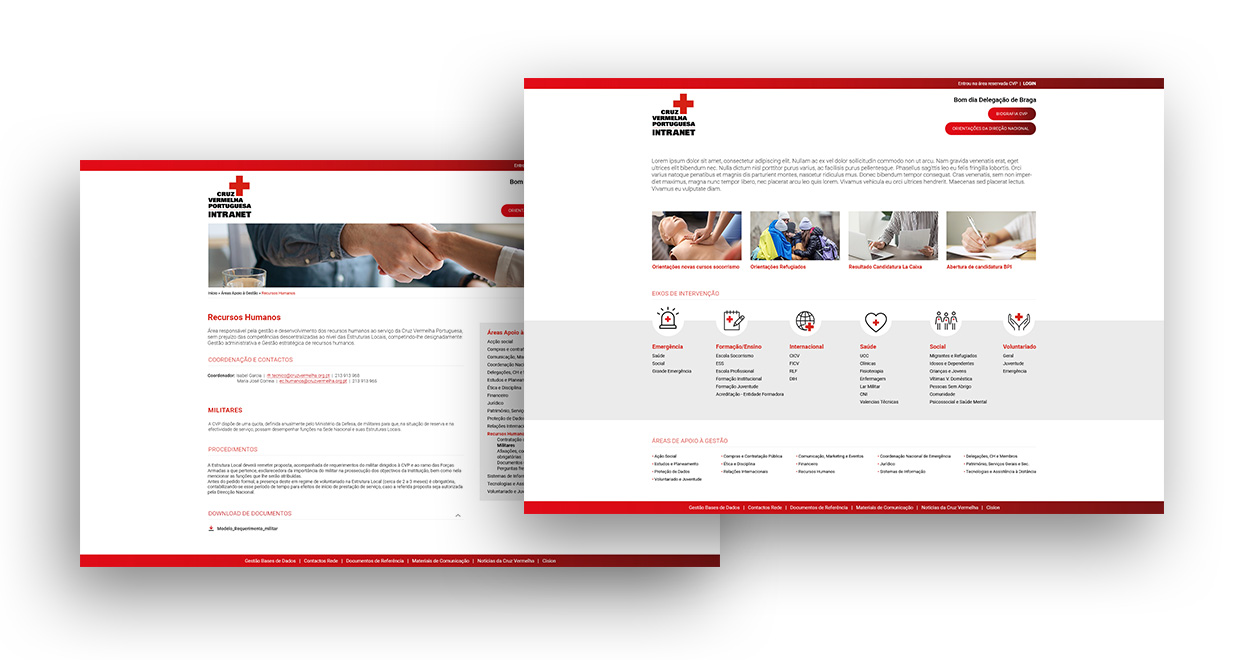 Entrou na área reservada CVP | LOGIN
CRUZ
VERMELHA
PORTUGUESA
INTRANET
Bom dia Delegação de Braga
BIOGRAFIA CVP
ORIENTAÇÕES DA DIRECÇÃO NACIONAL
Lorem ipsum dolor sit amet, consectetur adipiscing elit. Nullam ac ex vel dolor sollicitudin commodo non ut arcu. Nam gravida venenatis erat, eget
ultrices elit bibendum nec. Nulla dictum nisl porttitor purus varius, ac facilisis purus pellentesque. Phasellus sagittis leo eu felis fringilla lobortis. Orci
varius natoque penatibus et magnis dis parturient montes, nascetur ridiculus mus. Donec bibendum tempor consequat. Cras venenatis, sem non imper-
diet maximus, magna nunc tempor libero, nec placerat arcu leo quis lorem. Vivamus vehicula eu orci ultrices hendrerit. Maecenas sed placerat lectus.
Vivamus eu vulputate diam.
Orientações novas cursos socorrismo
Orientações Refugiados
Resultado Candidatura La Caixa
Abertura de candidatura BPI
EIXOS DE INTERVENÇÃO
Emergência
Saúde
Social
Grande Emergência
Formação/Ensino
Escola Socorrismo
ESS
Escola Profissional
Formação Institucional
Formação Juventude
Acreditação - Entidade Formadora
Internacional
CICV
FICV
RLF
DIH
Saúde
UCC
Clínicas
Fisioterapia
Enfermagem
Lar Militar
CNI
Valências Técnicas
Social
Migrantes e Refugiados
Idosos e Dependentes
Crianças e Jovens
Vítimas V. Doméstica
Pessoas Sem Abrigo
Comunidade
Psicossocial e Saúde Mental
Voluntariado
Geral
Juventude
Emergência
ÁREAS DE APOIO À GESTÃO
• Ação Social
• Estudos e Planeamento
• Proteção de Dados
• Voluntariado e Juventude
• Compras e Contratação Pública
• Ética e Disciplina
• Relações Internacionais
• Comunicação, Marketing e Eventos
• Financeiro
• Recursos Humanos
• Coordenação Nacional de Emergência
• Jurídico
• Sistemas de Informação
• Delegações, CH e Membros
• Património, Serviços Gerais e Sec.
• Tecnologias e Assistência à Distância
Gestão Bases de Dados | Contactos Rede | Documentos de Referência | Materiais de Comunicação | Notícias da Cruz Vermelha | Cision
Entr
CRUZ
VERMELHA
PORTUGUESA
INTRANET
Bom
ORIENT
Início » Áreas Apoio à Gestão » Recursos Humanos
Recursos Humanos
Área responsável pela gestão e desenvolvimento dos recursos humanos ao serviço da Cruz Vermelha Portuguesa,
sem prejuízo das competências descentralizadas ao nível das Estruturas Locais, competindo-lhe designadamente
Gestão administrativa e Gestão estratégica de recursos humanos.
COORDENAÇÃO E CONTACTOS
Coordenador: Isabel Garcia | rh.tecnico@cruzvermelha.org.pt | 213 913 966
Maria José Correia | ec.humanos@cruzvermelha.org.pt | 213 913 966
MILITARES
A CVP dispõe de uma quota, definida anualmente pelo Ministério da Defesa, de militares para que, na situação de reserva e na
efectividade de serviço, possam desempenhar funções na Sede Nacional e suas Estruturas Locais.
PROCEDIMENTOS
A Estrutura Local deverá remeter proposta, acompanhada de requerimentos do militar dirigidos à CVP e ao ramo das Forças
Armadas a que pertence, esclarecedora da importância do militar na prossecução dos objectivos da Instituição, bem como nela
mencionar as funções que lhe serão atribuídas.
Antes do pedido formal, a presença deste em regime de voluntariado na Estrutura Local (cerca de 2 a 3 meses) é obrigatória,
contabilizando-se esse período de tempo para efeitos de início de prestação de serviço, caso a referida proposta seja autorizada
pela Direcção Nacional.
DOWNLOAD DE DOCUMENTOS
Modelo_Requerimento_militar
Áreas Apoio à
Acção social
Compras e contrat
Comunicação, Ma
Coordenação Naci
Delegações, CH e
Estudos e Planeam
Ética e Disciplina
Financeiro
Jurídico
Património, Serviç
Proteção de Dados
Relações Internaci
Recursos Humano
Contratação
Militares
Afixações, co
obrigatórias
Documentos
Perguntas fre
Sistemas de Infor
Tecnologias e Ass
Voluntariado e Juv
Gestão Bases de Dados | Contactos Rede | Documentos de Referência | Materiais de Comunicação | Notícias da Cruz Vermelha | Cision